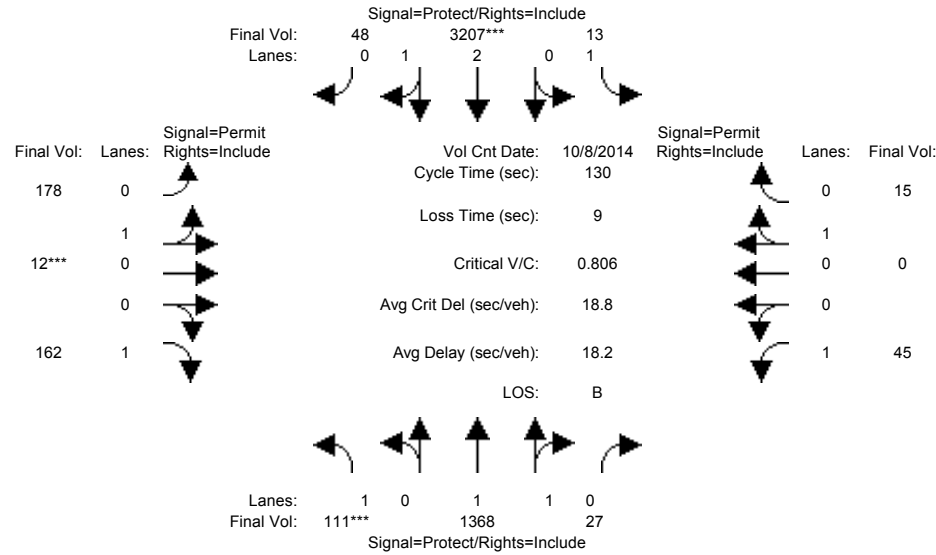 Signal=Protect/Rights=Include
Final Vol: 48 3207*** 13
Lanes: 0 1 2 0 1
Signal=Permit Signal=Permit
Final Vol: Lanes: Rights=Include Vol Cnt Date: 10/8/2014 Rights=Include Lanes: Final Vol:
Cycle Time (sec): 130
178 0 0 15
Loss Time (sec): 9
1 1
12*** 0 Critical V/C: 0.806 0 0
0 Avg Crit Del (sec/veh): 18.8 0
162 1 Avg Delay (sec/veh): 18.2 1 45
LOS: B
Lanes: 1 0 1 1 0
Final Vol: 111*** 1368 27
Signal=Protect/Rights=Include